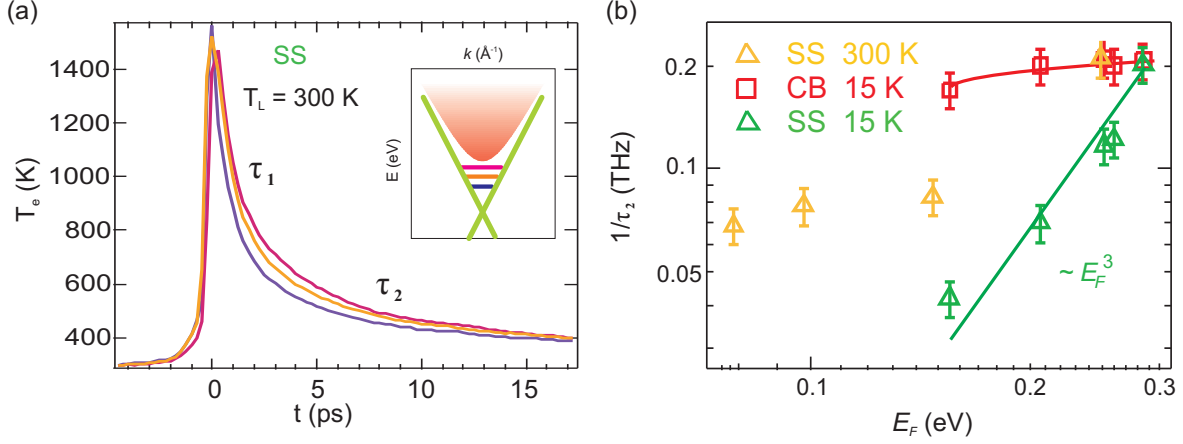 (a)
SS
T_L = 300 K
k (Å⁻¹)
E (eV)
τ₁
τ₂
T_e (K)
1400
1200
1000
800
600
400
0
5
10
15
t (ps)
(b)
SS 300 K
CB 15 K
SS 15 K
~ E_F³
1/τ₂ (THz)
0.2
0.1
0.05
0.1
0.2
0.3
E_F (eV)